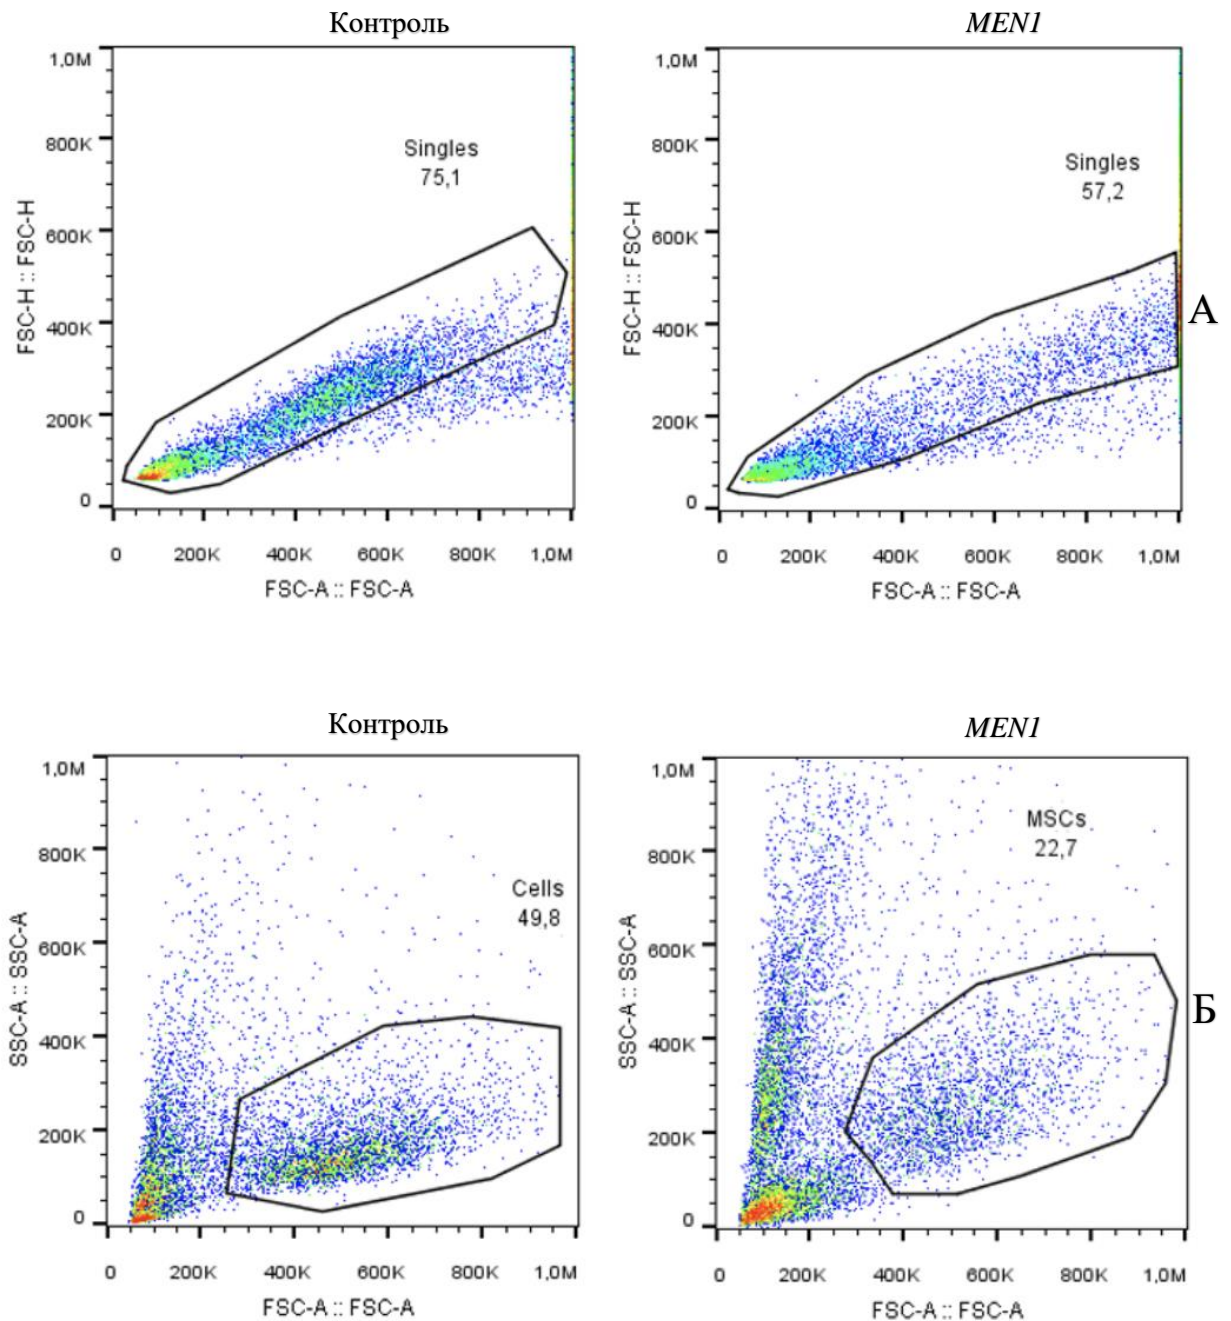 Контроль
MEN1
1,0M
800K
600K
400K
200K
0
FSC-H :: FSC-H
Singles
75,1
0 200K 400K 600K 800K 1,0M
FSC-A :: FSC-A
1,0M
800K
600K
400K
200K
0
FSC-H :: FSC-H
Singles
57,2
0 200K 400K 600K 800K 1,0M
FSC-A :: FSC-A
А
Контроль
MEN1
1,0M
800K
600K
400K
200K
0
SSC-A :: SSC-A
Cells
49,8
0 200K 400K 600K 800K 1,0M
FSC-A :: FSC-A
1,0M
800K
600K
400K
200K
0
SSC-A :: SSC-A
MSCs
22,7
0 200K 400K 600K 800K 1,0M
FSC-A :: FSC-A
Б